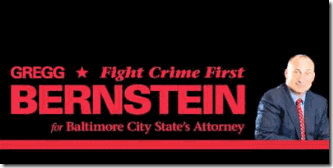 GREGG ★ Fight Crime First
BERNSTEIN
for Baltimore City State's Attorney